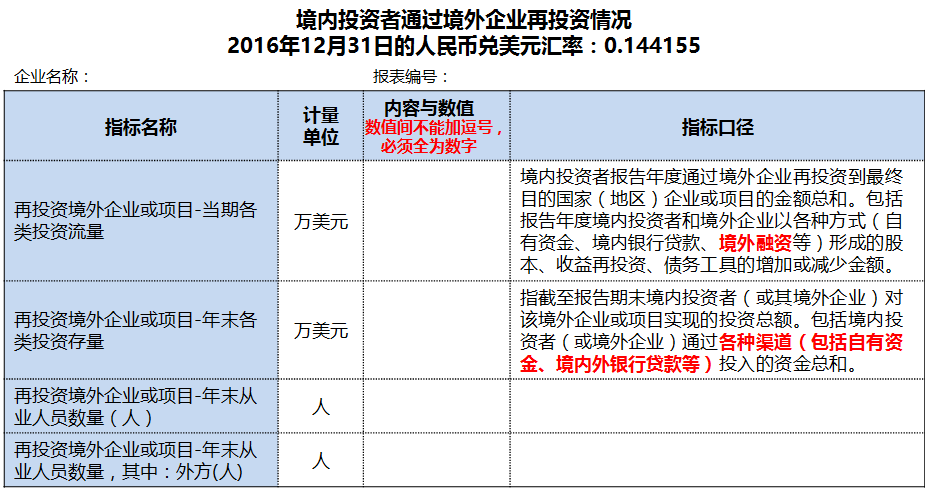 境内投资者通过境外企业再投资情况
2016年12月31日的人民币兑美元汇率：0.144155
企业名称： 报表编号：
指标名称
计量
单位
内容与数值
数值间不能加逗号，
必须全为数字
指标口径
再投资境外企业或项目-当期各
类投资流量
万美元
境内投资者报告年度通过境外企业再投资到最终
目的国家（地区）企业或项目的金额总和。包括
报告年度境内投资者和境外企业以各种方式（自
有资金、境内银行贷款、境外融资等）形成的股
本、收益再投资、债务工具的增加或减少金额。
再投资境外企业或项目-年末各
类投资存量
万美元
指截至报告期末境内投资者（或其境外企业）对
该境外企业或项目实现的投资总额。包括境内投
资者（或境外企业）通过各种渠道（包括自有资
金、境内外银行贷款等）投入的资金总和。
再投资境外企业或项目-年末从
业人员数量（人）
人
再投资境外企业或项目-年末从
业人员数量，其中：外方(人)
人